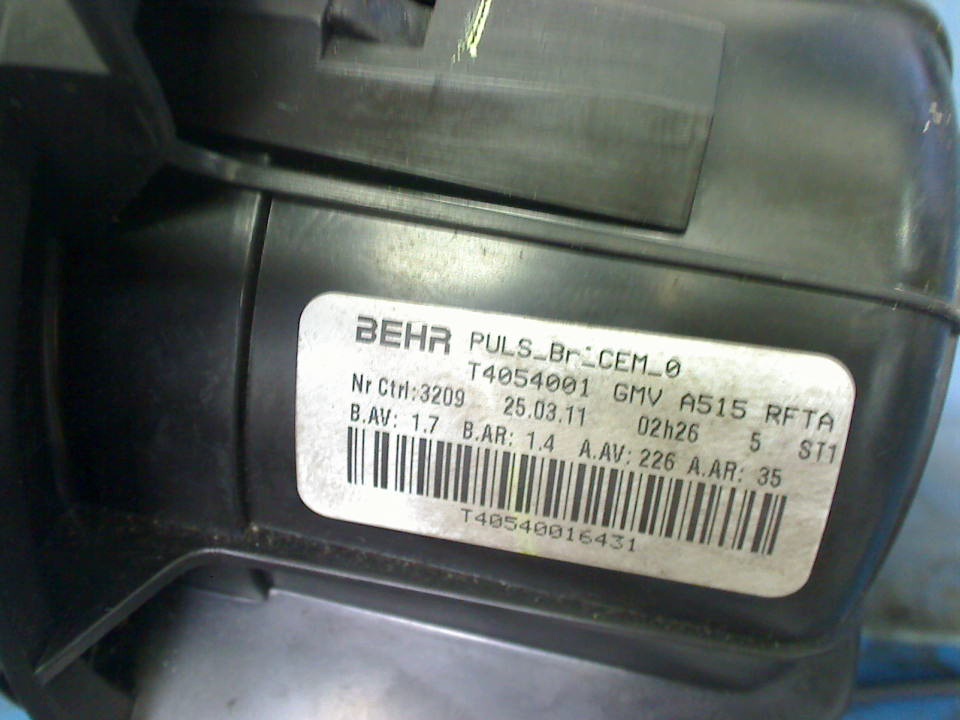 BEHR PULS_Br_CEM_0
T4054001 GMV A515 RFTA
Nr Ctrl:3209 25.03.11 02h26 5 ST1
B.AV: 1.7 B.AR: 1.4 A.AV: 226 A.AR: 35
T40540016431